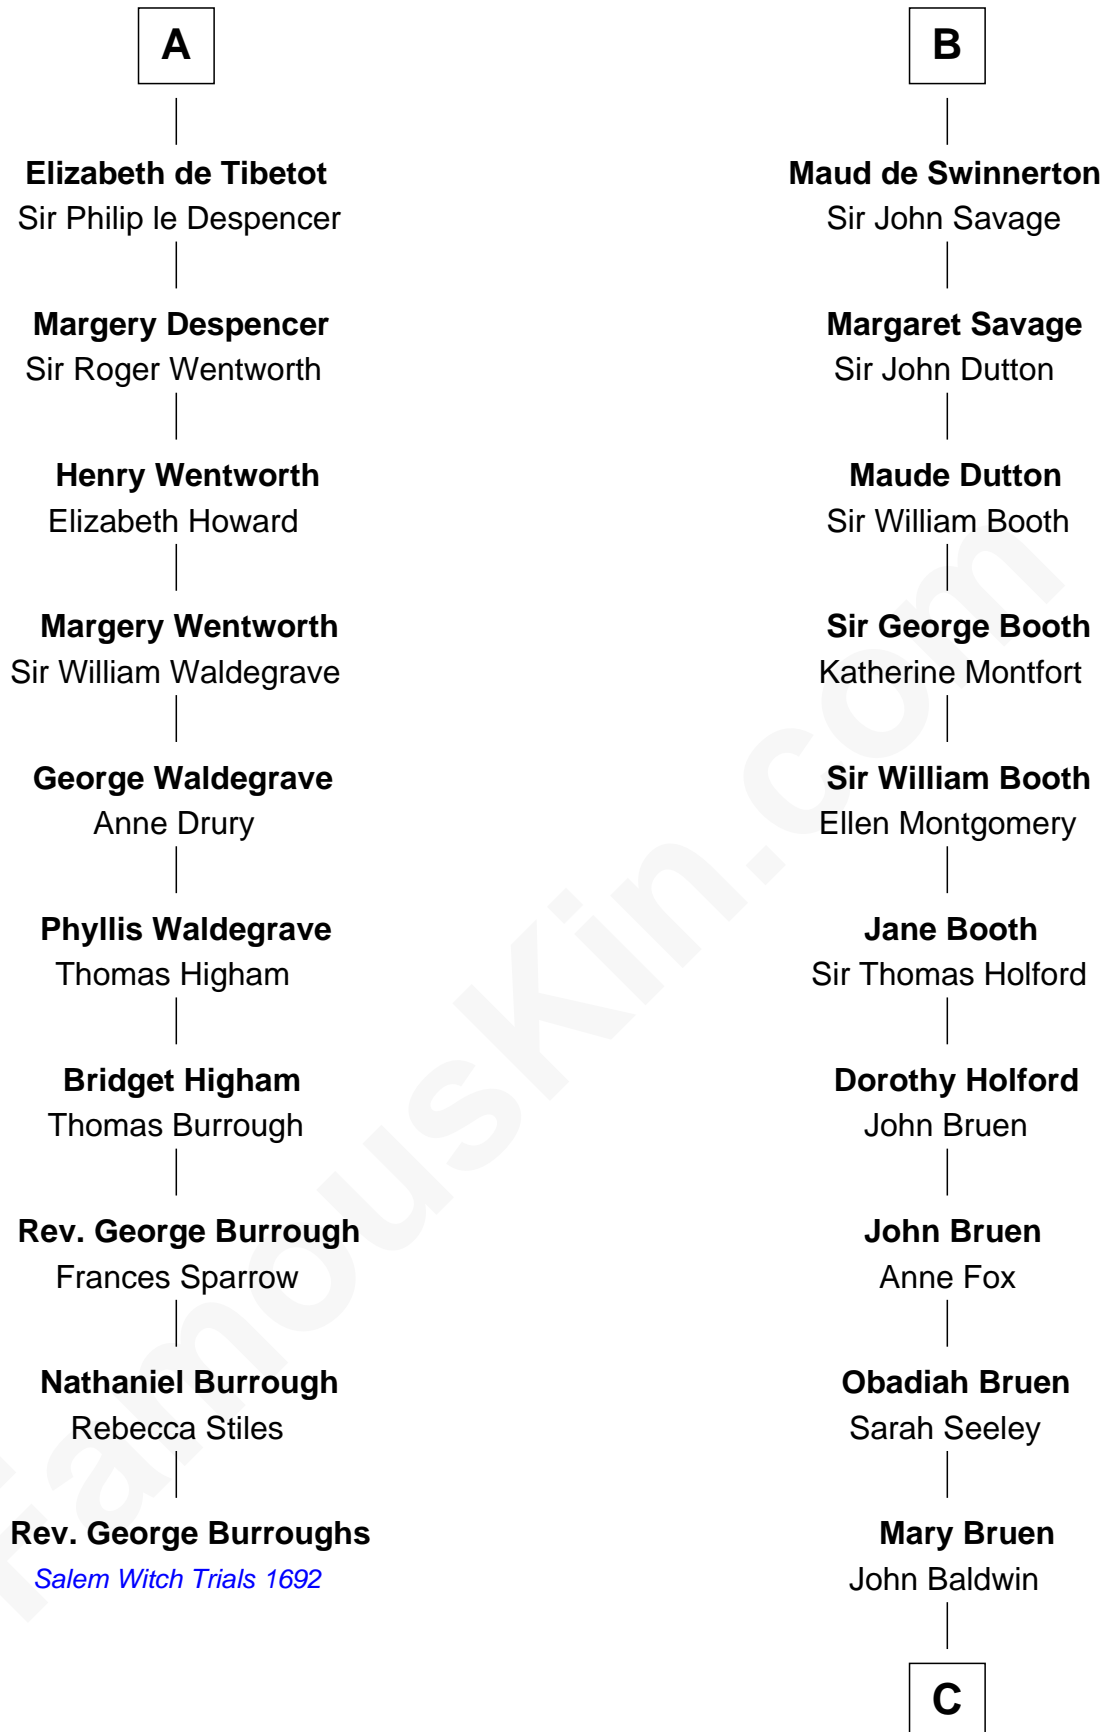 A
Elizabeth de Tibetot
Sir Philip le Despencer
Margery Despencer
Sir Roger Wentworth
Henry Wentworth
Elizabeth Howard
Margery Wentworth
Sir William Waldegrave
George Waldegrave
Anne Drury
Phyllis Waldegrave
Thomas Higham
Bridget Higham
Thomas Burrough
Rev. George Burrough
Frances Sparrow
Nathaniel Burrough
Rebecca Stiles
Rev. George Burroughs
Salem Witch Trials 1692
B
Maud de Swinnerton
Sir John Savage
Margaret Savage
Sir John Dutton
Maude Dutton
Sir William Booth
Sir George Booth
Katherine Montfort
Sir William Booth
Ellen Montgomery
Jane Booth
Sir Thomas Holford
Dorothy Holford
John Bruen
John Bruen
Anne Fox
Obadiah Bruen
Sarah Seeley
Mary Bruen
John Baldwin
C
FamousKin.com